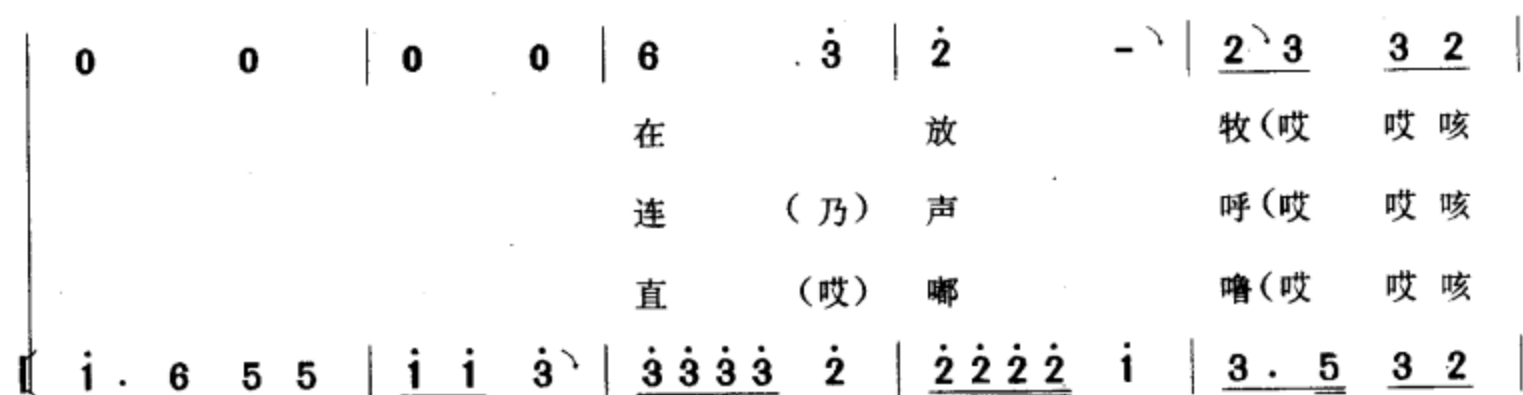 0 0 | 0 0 | 6 . 3̇ | 2̇ - | 2 3 3 2 |
在 放 牧(哎 哎 咳
连 (乃) 声 呼(哎 哎 咳
直 (哎) 嘟 噜(哎 哎 咳
1̇ . 6 5 5 | 1̇ 1̇ 3̇ | 3̇ 3̇ 3̇ 3̇ 2̇ | 2̇ 2̇ 2̇ 2̇ 1̇ | 3 . 5 3 2 |